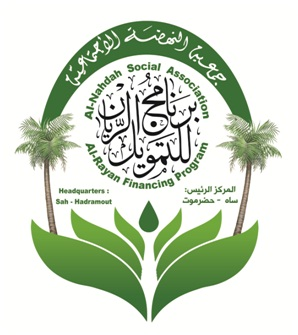 جمعية النهضة الاجتماعية
Al-Nahdah Social Association
برنامج الريان
للتمويل
Al-Rayan Financing Program
Headquarters :
Sah - Hadramout
المركز الرئيس:
ساه - حضرموت